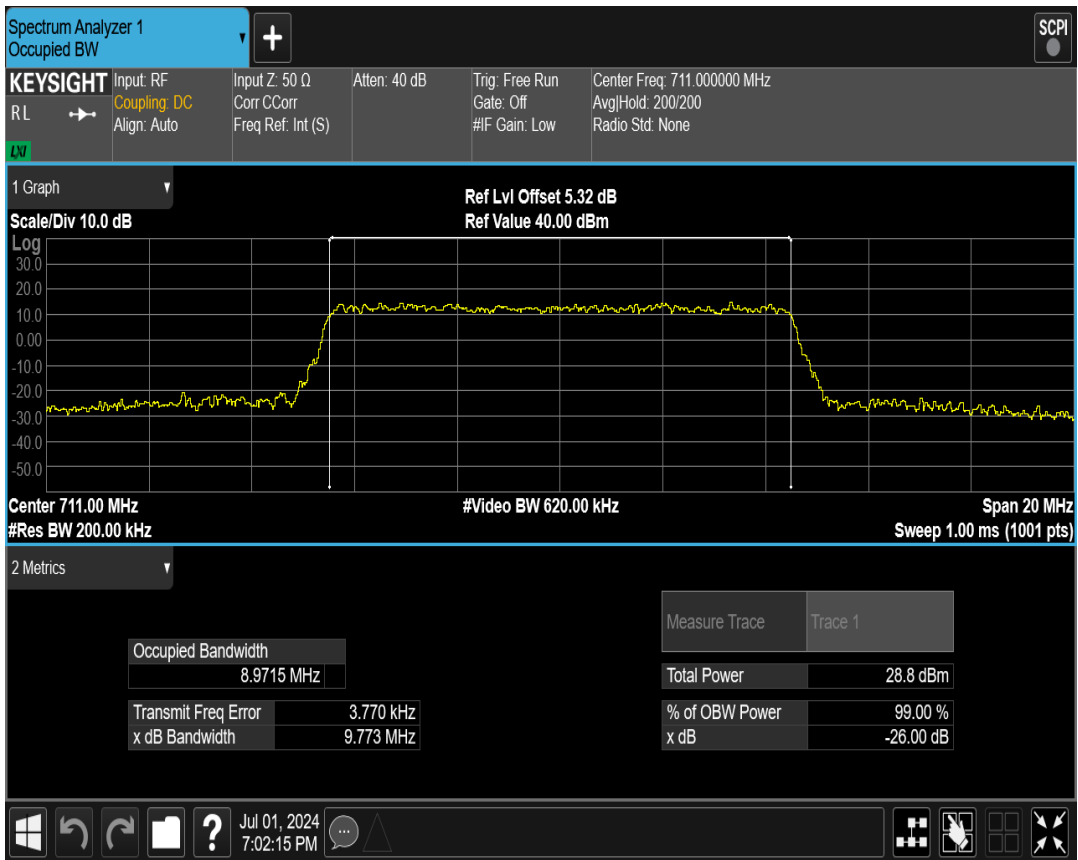 Spectrum Analyzer 1
Occupied BW
+
SCPI
KEYSIGHT
R L
LXI
Input: RF
Coupling: DC
Align: Auto
Input Z: 50 Ω
Corr CCorr
Freq Ref: Int (S)
Atten: 40 dB
Trig: Free Run
Gate: Off
#IF Gain: Low
Center Freq: 711.000000 MHz
Avg|Hold: 200/200
Radio Std: None
1 Graph
Scale/Div 10.0 dB
Ref Lvl Offset 5.32 dB
Ref Value 40.00 dBm
Log
30.0
20.0
10.0
0.00
-10.0
-20.0
-30.0
-40.0
-50.0
Center 711.00 MHz
#Video BW 620.00 kHz
Span 20 MHz
#Res BW 200.00 kHz
Sweep 1.00 ms (1001 pts)
2 Metrics
Measure Trace Trace 1
Occupied Bandwidth
8.9715 MHz
Total Power 28.8 dBm
Transmit Freq Error 3.770 kHz
% of OBW Power 99.00 %
x dB Bandwidth 9.773 MHz
x dB -26.00 dB
?
Jul 01, 2024
7:02:15 PM